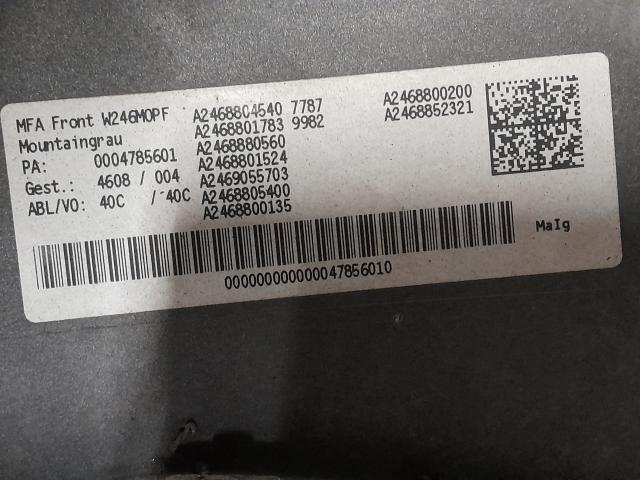 MFA Front W246MOPF A2468804540 7787 A2468800200
Mountaingrau A2468801783 9982 A2468852321
PA: 0004785601 A2468880560
A2468801524
Gest.: 4608 / 004 A2469055703
ABL/VO: 40C /-40C A2468805400
A2468800135
MaIg
000000000000047856010